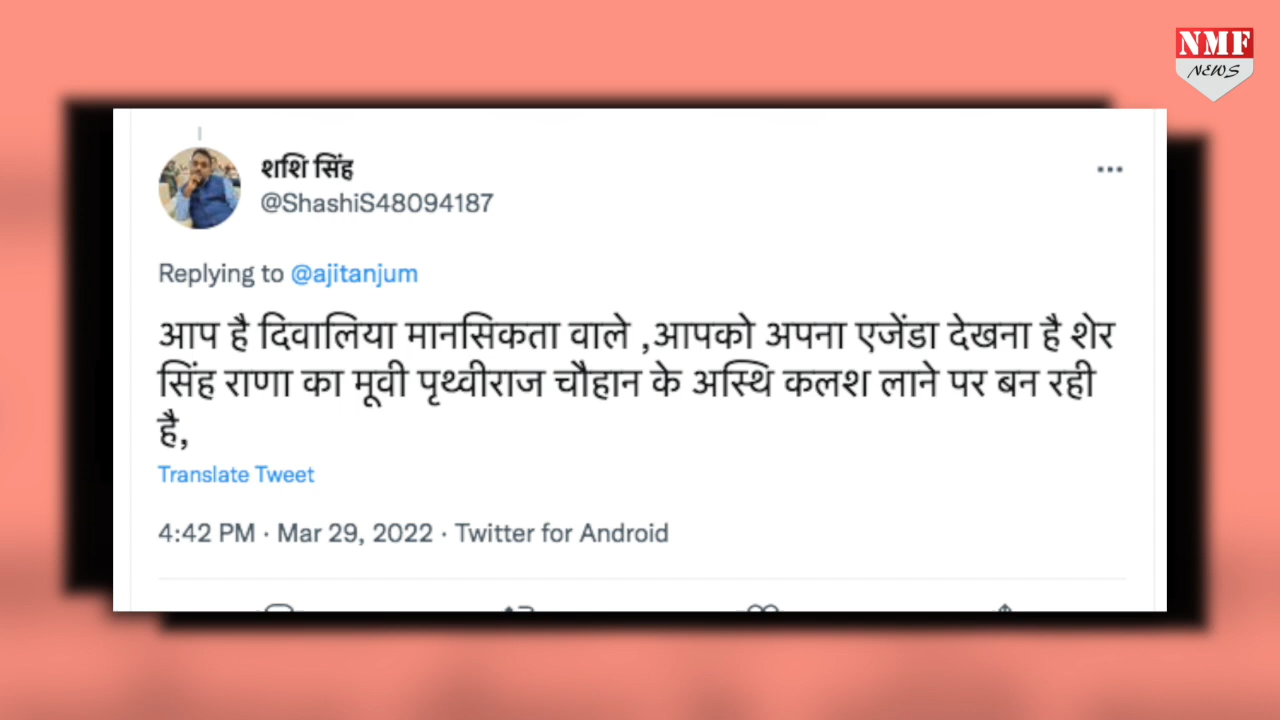 NMF
NEWS
शशि सिंह
@ShashiS48094187
Replying to @ajitanjum
आप है दिवालिया मानसिकता वाले ,आपको अपना एजेंडा देखना है शेर
सिंह राणा का मूवी पृथ्वीराज चौहान के अस्थि कलश लाने पर बन रही
है,
Translate Tweet
4:42 PM · Mar 29, 2022 · Twitter for Android